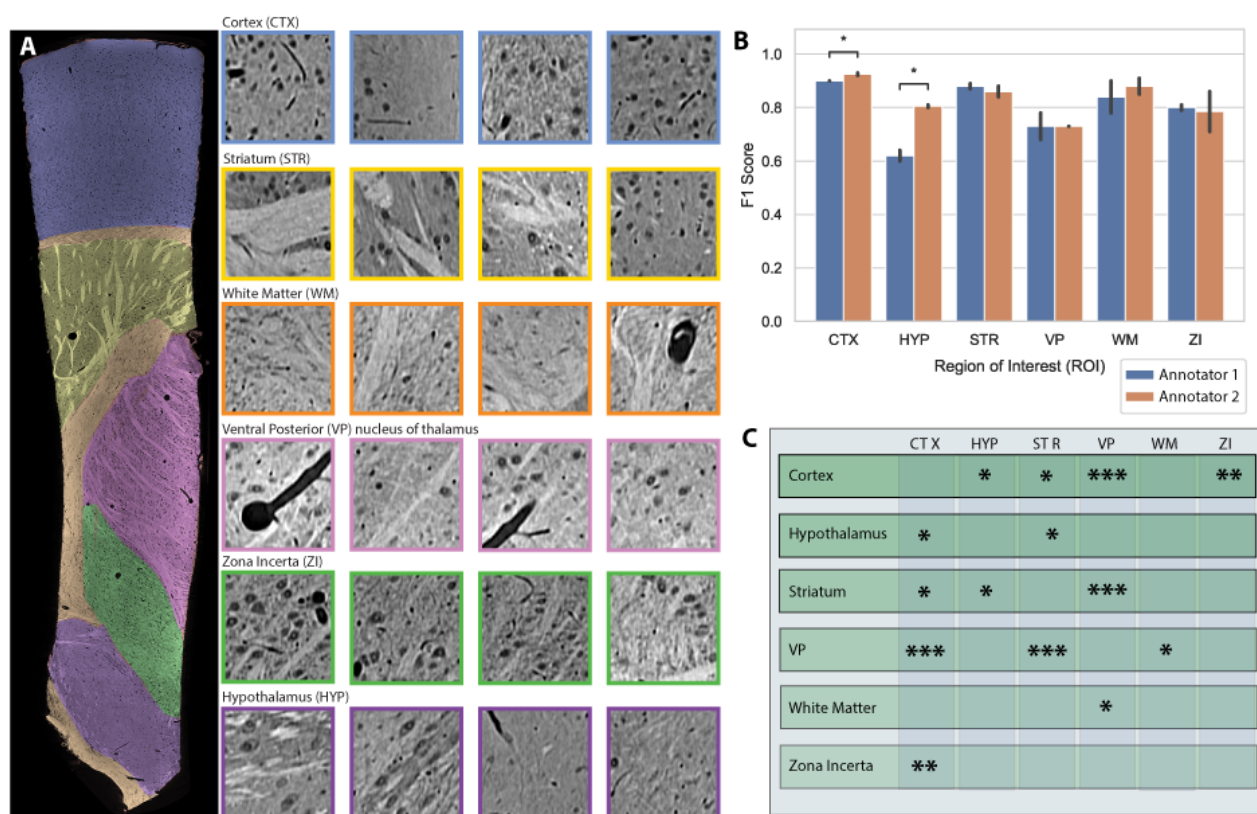 A
Cortex (CTX)
Striatum (STR)
White Matter (WM)
Ventral Posterior (VP) nucleus of thalamus
Zona Incerta (ZI)
Hypothalamus (HYP)
B
F1 Score
1.0
0.8
0.6
0.4
0.2
0.0
* *
CTX HYP STR VP WM ZI
Region of Interest (ROI)
Annotator 1
Annotator 2
C
CT X HYP ST R VP WM ZI
Cortex * * *** **
Hypothalamus * *
Striatum * * ***
VP *** *** *
White Matter *
Zona Incerta **